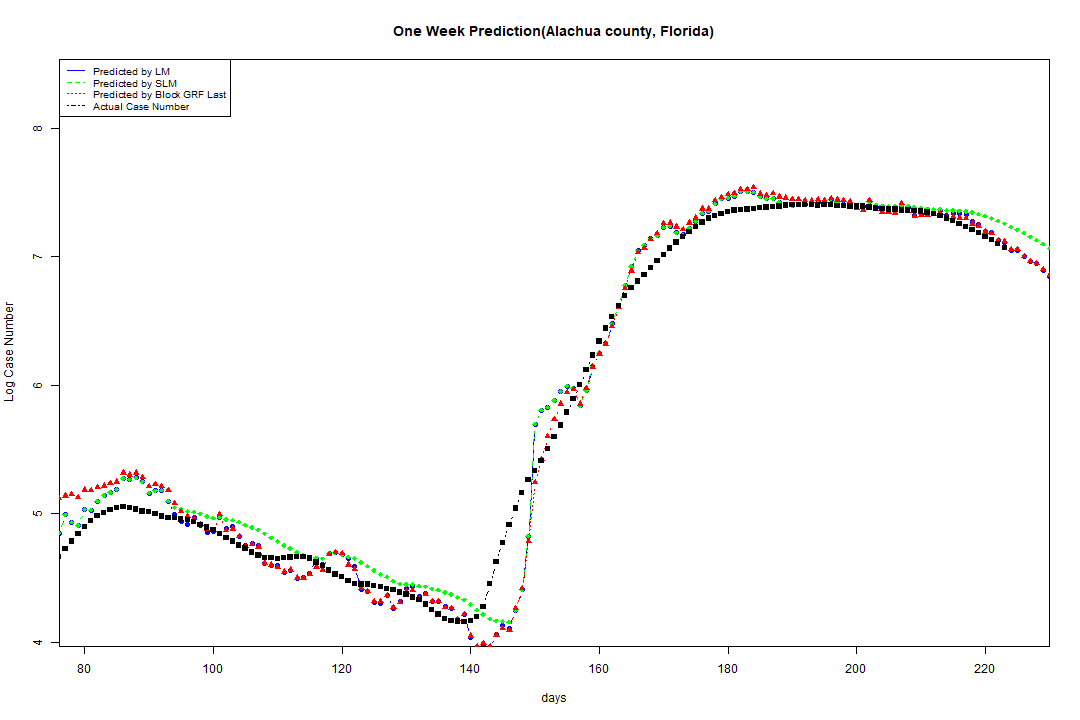 One Week Prediction(Alachua county, Florida)
Predicted by LM
Predicted by SLM
Predicted by Block GRF Last
Actual Case Number
8
7
6
5
4
Log Case Number
80 100 120 140 160 180 200 220
days